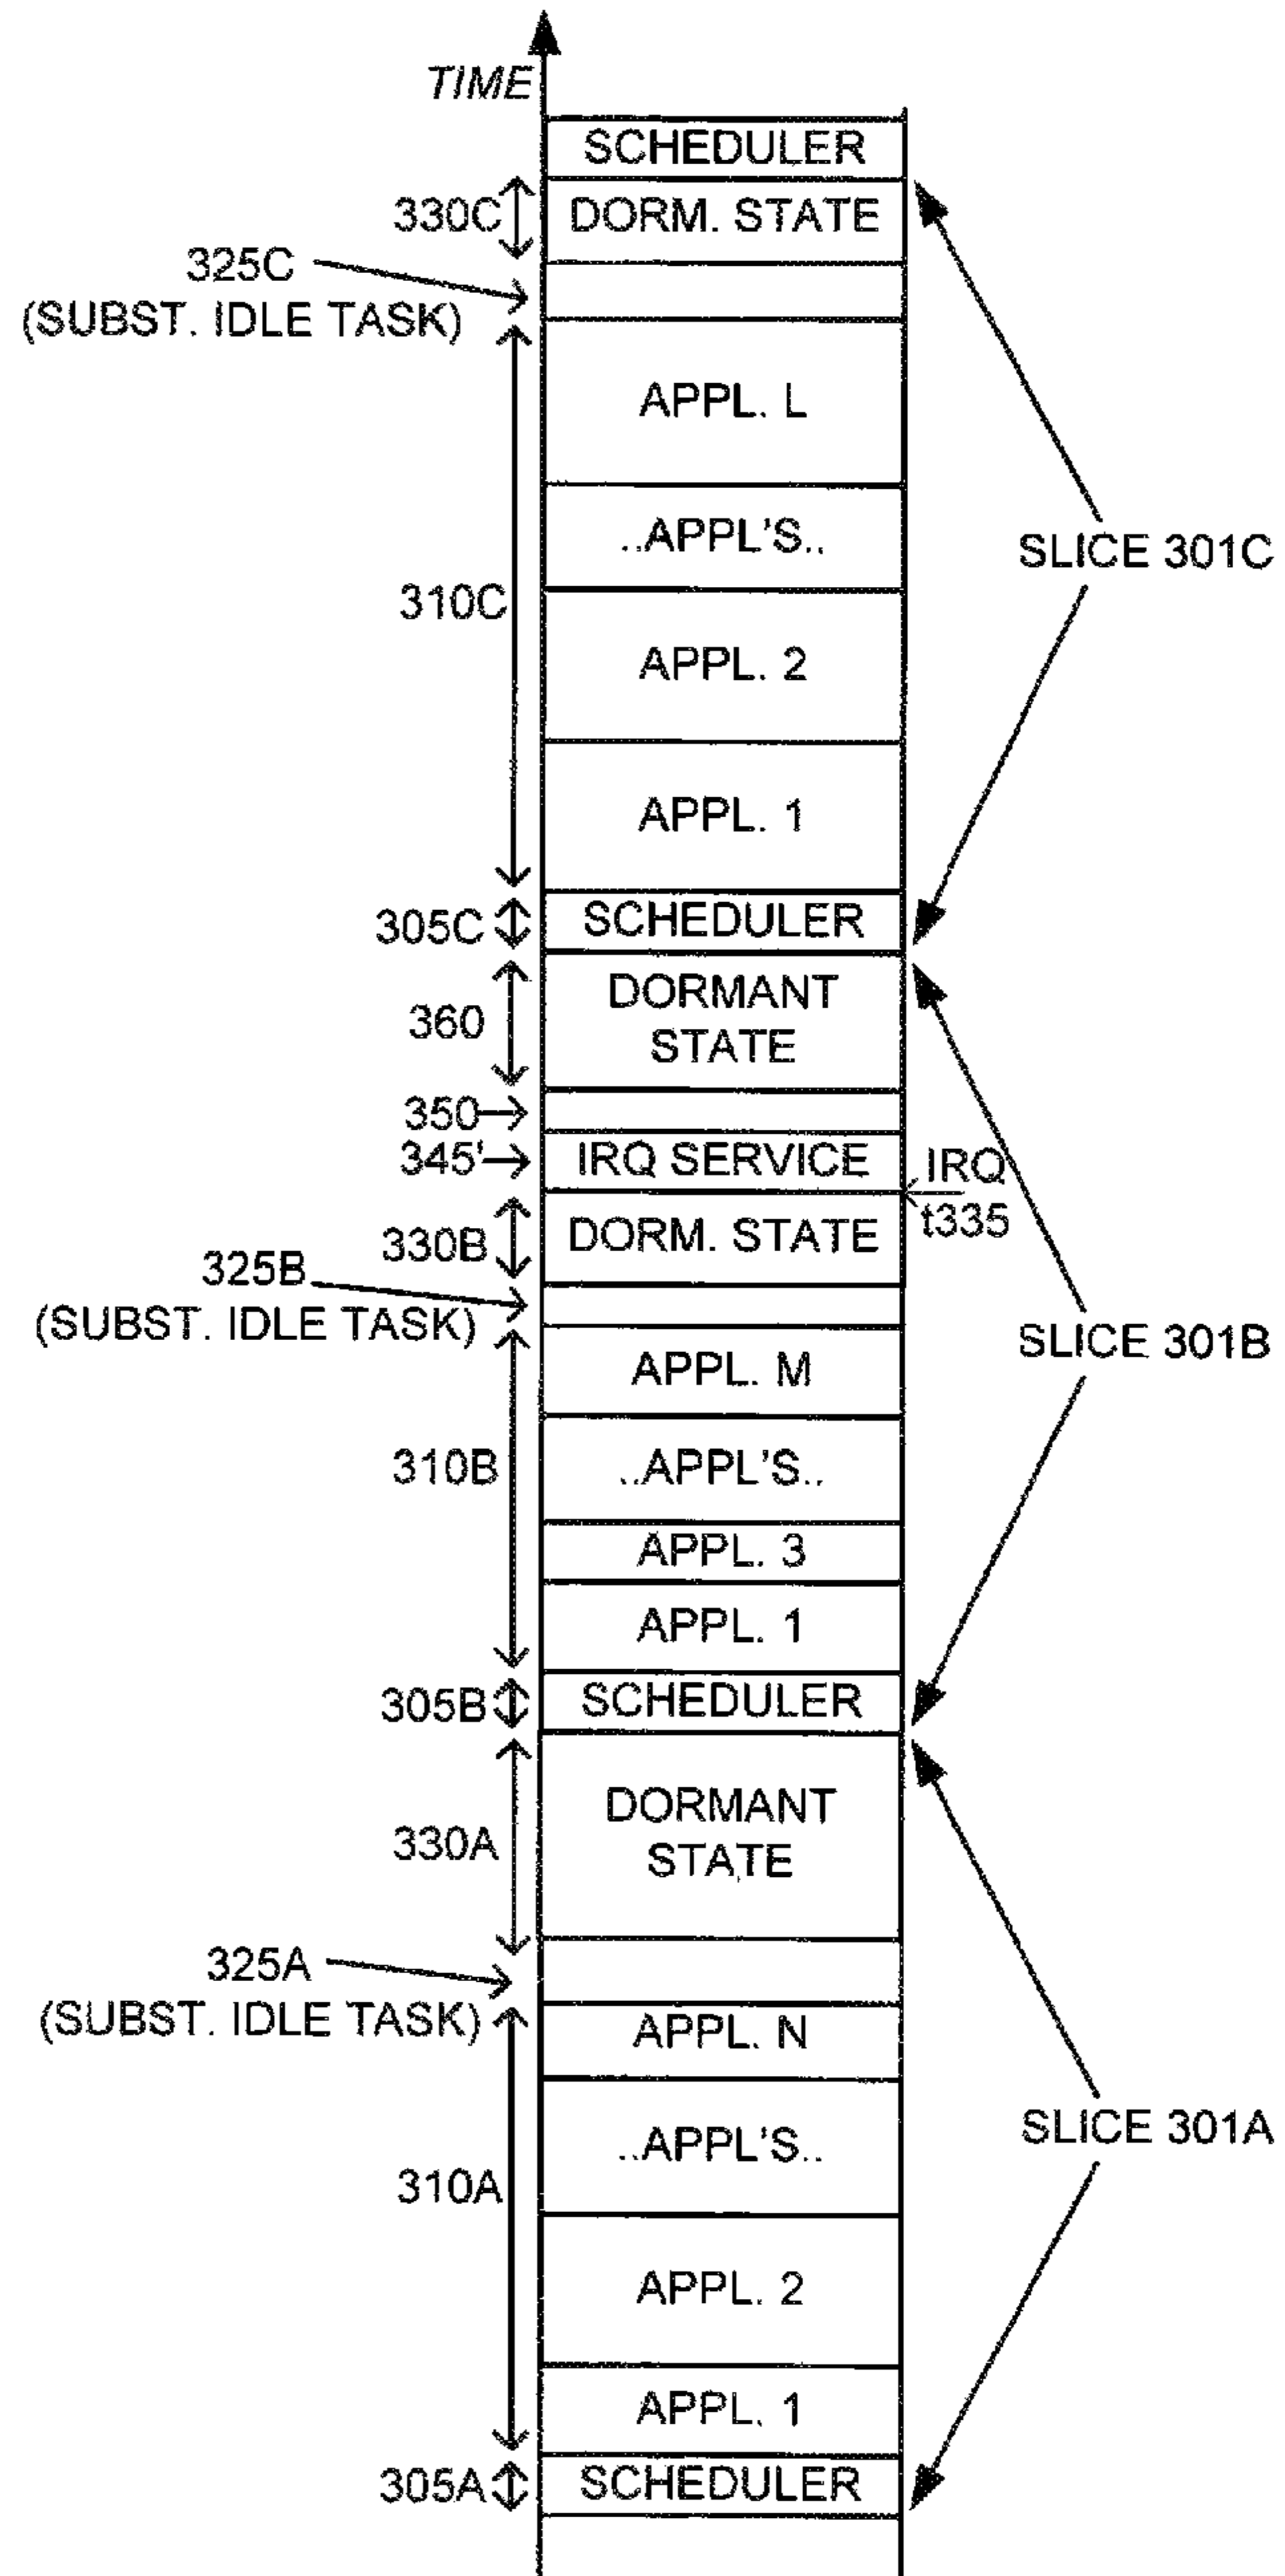 TIME
SCHEDULER
330C
DORM. STATE
325C
(SUBST. IDLE TASK)
APPL. L
..APPL'S..
SLICE 301C
310C
APPL. 2
APPL. 1
305C
SCHEDULER
DORMANT
STATE
360
350
345'
IRQ SERVICE
IRQ
t335
330B
DORM. STATE
325B
(SUBST. IDLE TASK)
SLICE 301B
APPL. M
310B
..APPL'S..
APPL. 3
APPL. 1
305B
SCHEDULER
DORMANT
STATE
330A
325A
(SUBST. IDLE TASK)
APPL. N
..APPL'S..
SLICE 301A
310A
APPL. 2
APPL. 1
305A
SCHEDULER